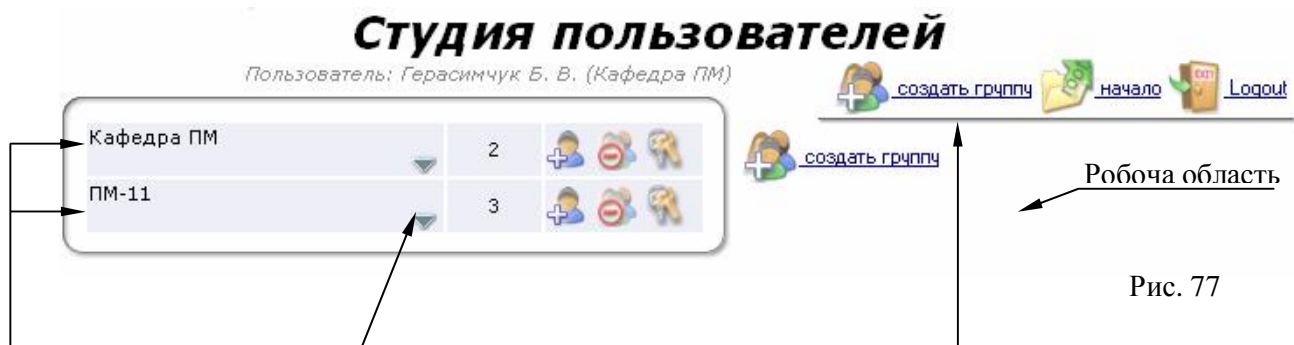 Студия пользователей
Пользователь: Герасимчук Б. В. (Кафедра ПМ)
создать группу начало Logout
Кафедра ПМ 2
создать группу
ПМ-11 3
Робоча область
Рис. 77